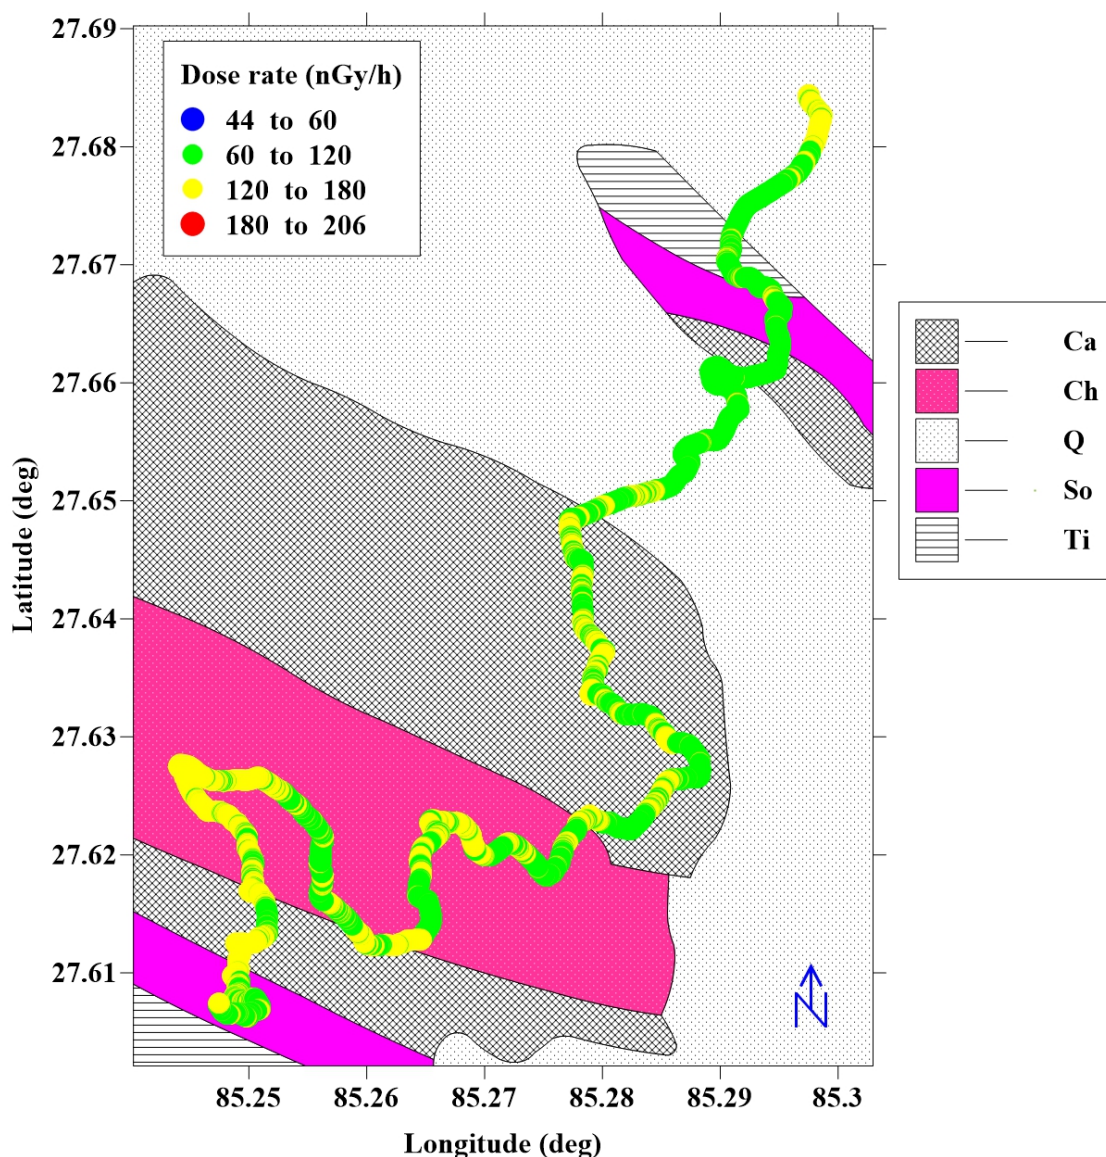 27.69
27.68
27.67
27.66
27.65
27.64
27.63
27.62
27.61
Latitude (deg)
Dose rate (nGy/h)
44 to 60
60 to 120
120 to 180
180 to 206
Ca
Ch
Q
So
Ti
N
85.25 85.26 85.27 85.28 85.29 85.3
Longitude (deg)